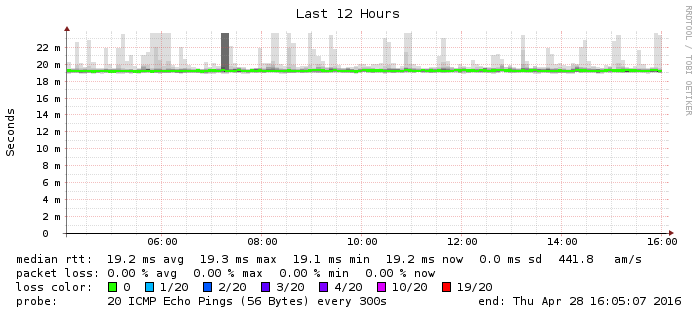 Last 12 Hours
RRDTOOL / TOBI OETIKER
Seconds
22 m
20 m
18 m
16 m
14 m
12 m
10 m
8 m
6 m
4 m
2 m
0
06:00 08:00 10:00 12:00 14:00 16:00
median rtt: 19.2 ms avg 19.3 ms max 19.1 ms min 19.2 ms now 0.0 ms sd 441.8 am/s
packet loss: 0.00 % avg 0.00 % max 0.00 % min 0.00 % now
loss color: 0 1/20 2/20 3/20 4/20 10/20 19/20
probe: 20 ICMP Echo Pings (56 Bytes) every 300s end: Thu Apr 28 16:05:07 2016